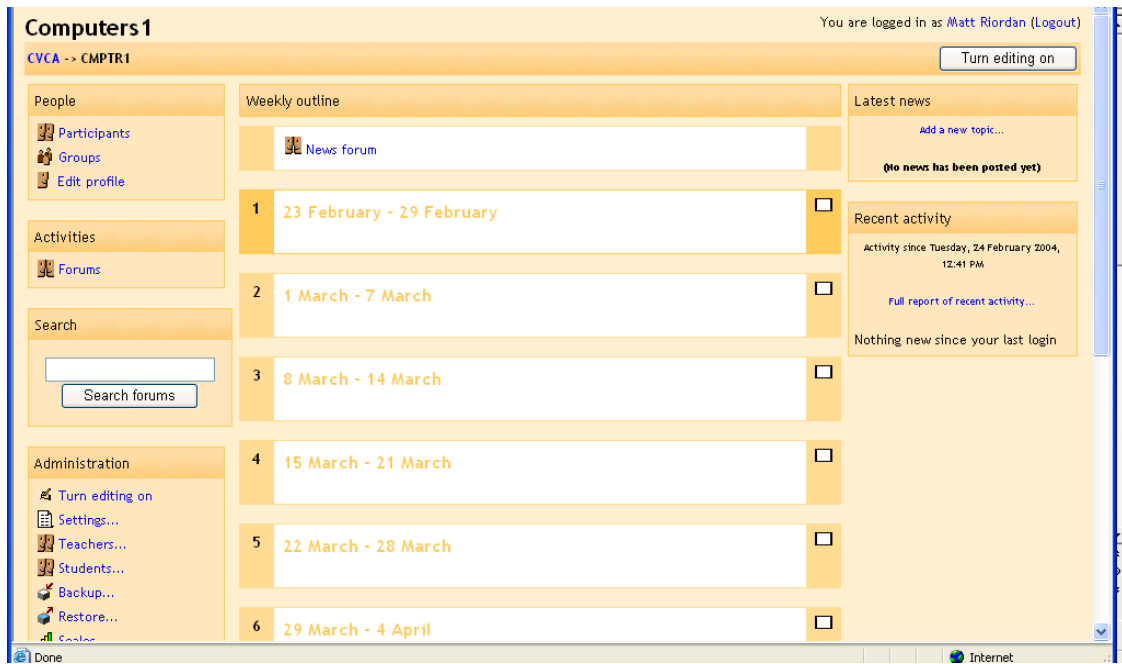 Computers1
You are logged in as Matt Riordan (Logout)
CVCA -> CMPTR1
Turn editing on
People
Participants
Groups
Edit profile
Activities
Forums
Search
Search forums
Administration
Turn editing on
Settings...
Teachers...
Students...
Backup...
Restore...
Scales
Weekly outline
News forum
1
23 February - 29 February
2
1 March - 7 March
3
8 March - 14 March
4
15 March - 21 March
5
22 March - 28 March
6
29 March - 4 April
Latest news
Add a new topic...
(No news has been posted yet)
Recent activity
Activity since Tuesday, 24 February 2004,
12:41 PM
Full report of recent activity...
Nothing new since your last login
Done
Internet